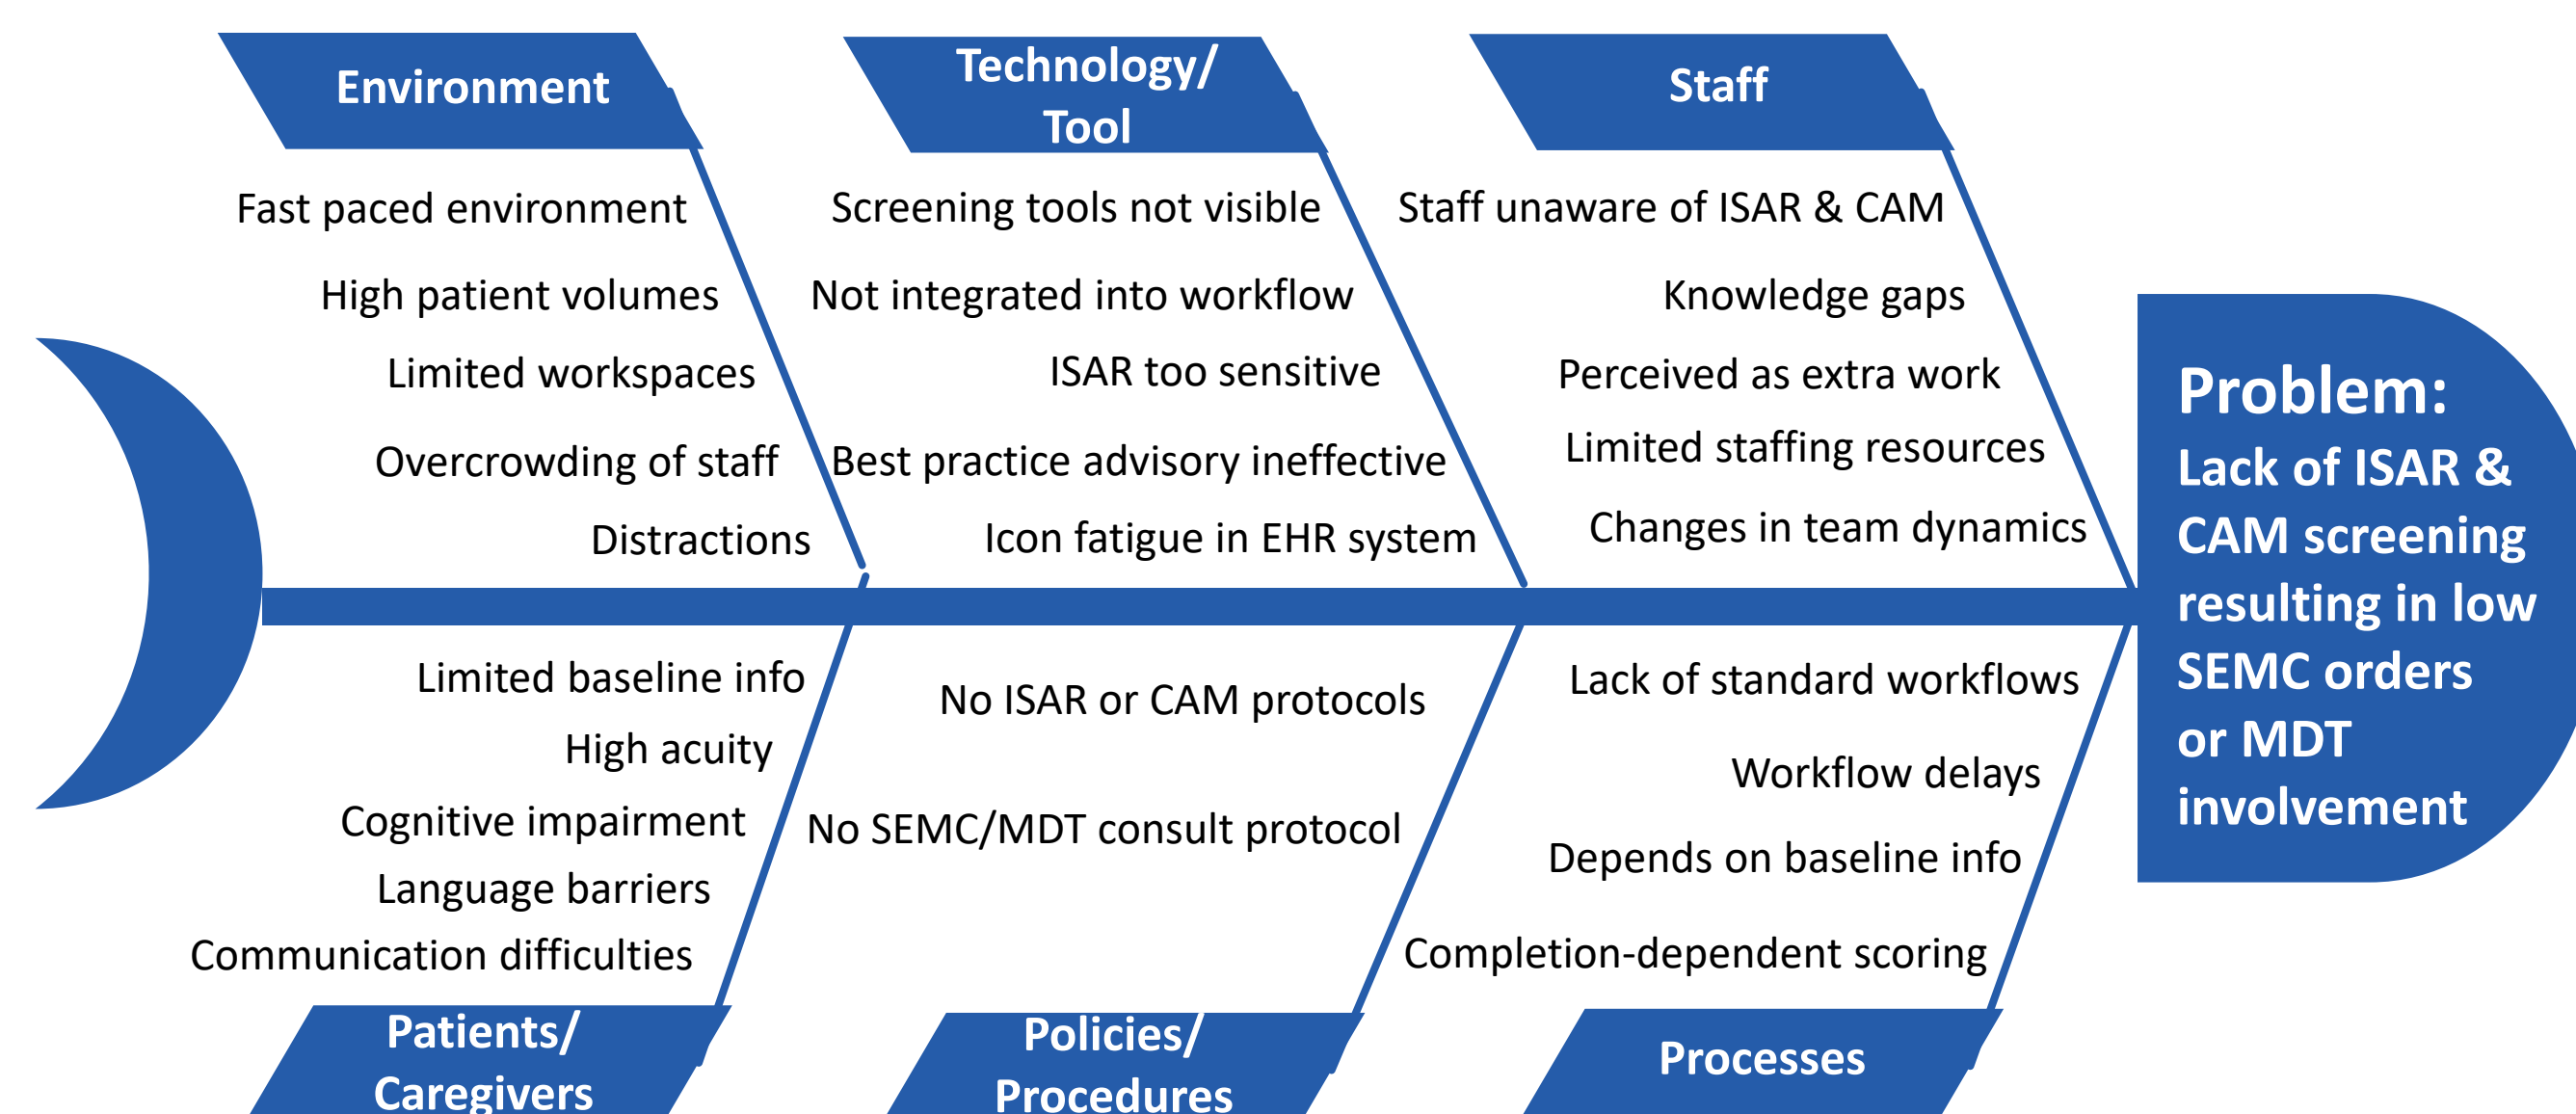 Environment
Fast paced environment
High patient volumes
Limited workspaces
Overcrowding of staff
Distractions
Technology/
Tool
Screening tools not visible
Not integrated into workflow
ISAR too sensitive
Best practice advisory ineffective
Icon fatigue in EHR system
Staff
Staff unaware of ISAR & CAM
Knowledge gaps
Perceived as extra work
Limited staffing resources
Changes in team dynamics
Problem:
Lack of ISAR &
CAM screening
resulting in low
SEMC orders
or MDT
involvement
Limited baseline info
High acuity
Cognitive impairment
Language barriers
Communication difficulties
Patients/
Caregivers
No ISAR or CAM protocols
No SEMC/MDT consult protocol
Policies/
Procedures
Lack of standard workflows
Workflow delays
Depends on baseline info
Completion-dependent scoring
Processes